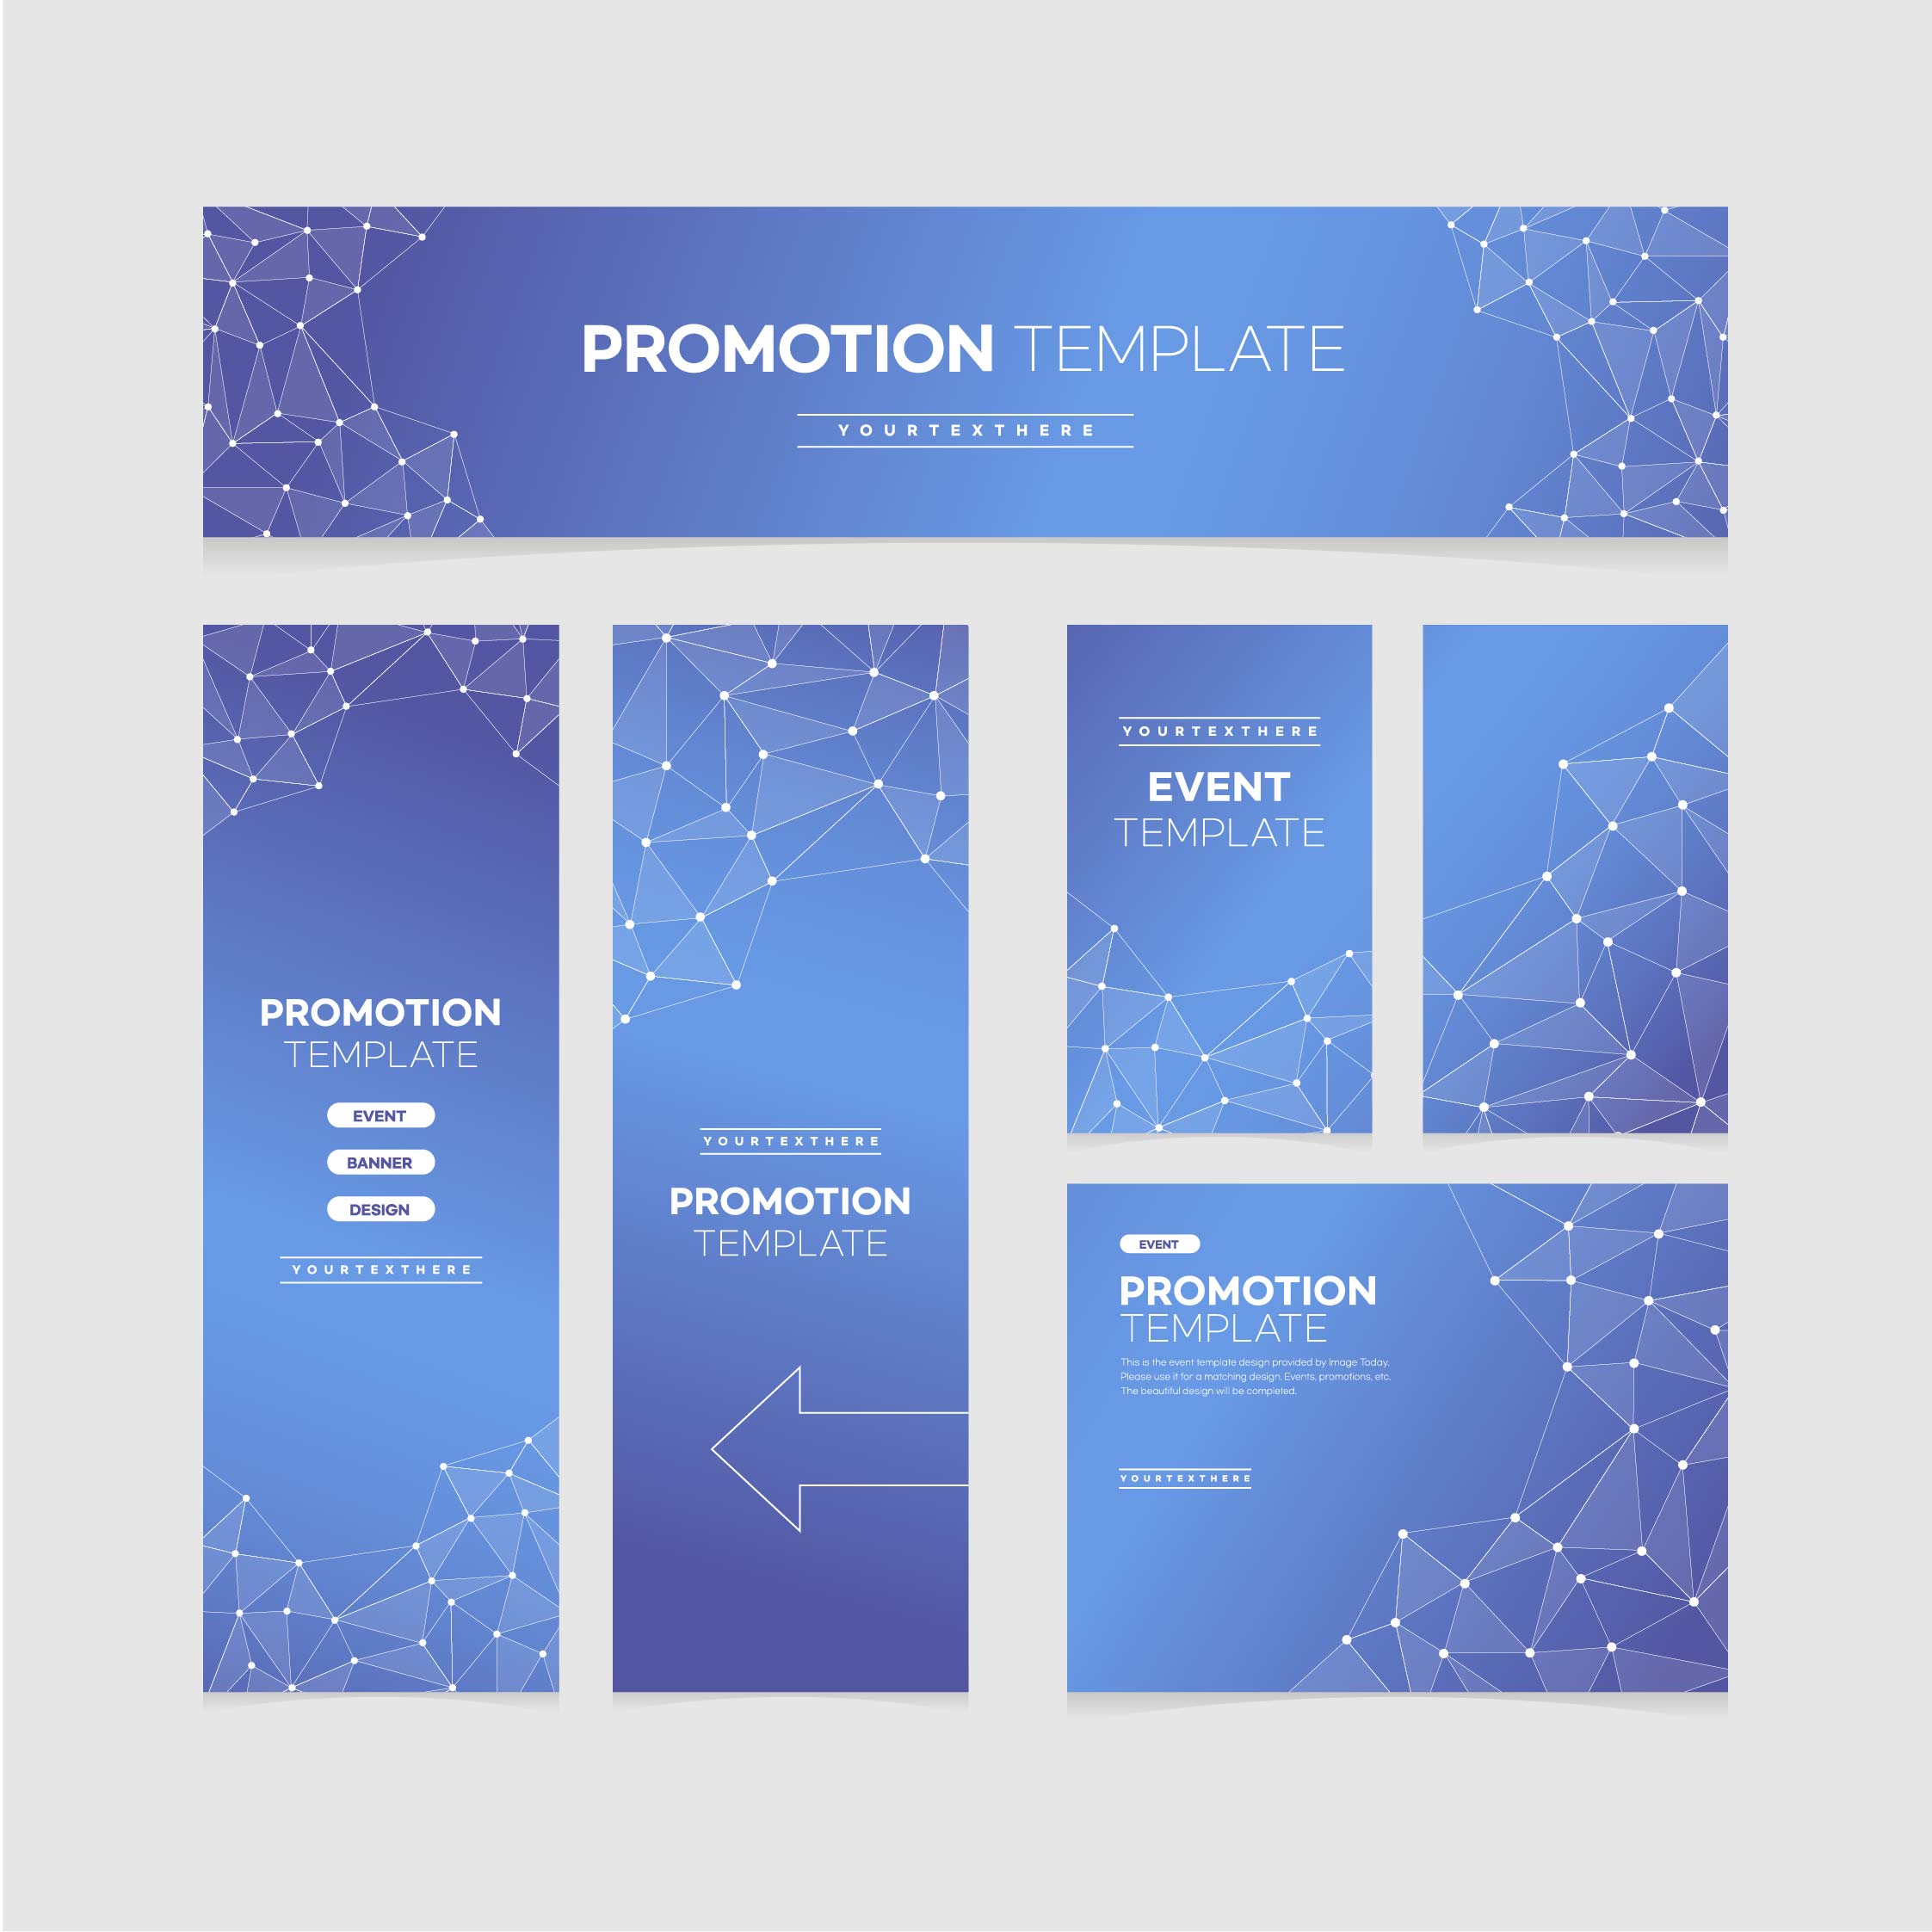 PROMOTION TEMPLATE
YOURTEXTHERE
PROMOTION
TEMPLATE
EVENT
BANNER
DESIGN
YOURTEXTHERE
YOURTEXTHERE
PROMOTION
TEMPLATE
YOURTEXTHERE
EVENT
TEMPLATE
EVENT
PROMOTION
TEMPLATE
This is the event template design provided by Image Today.
Please use it for a matching design. Events, promotions, etc.
The beautiful design will be completed.
YOURTEXTHERE